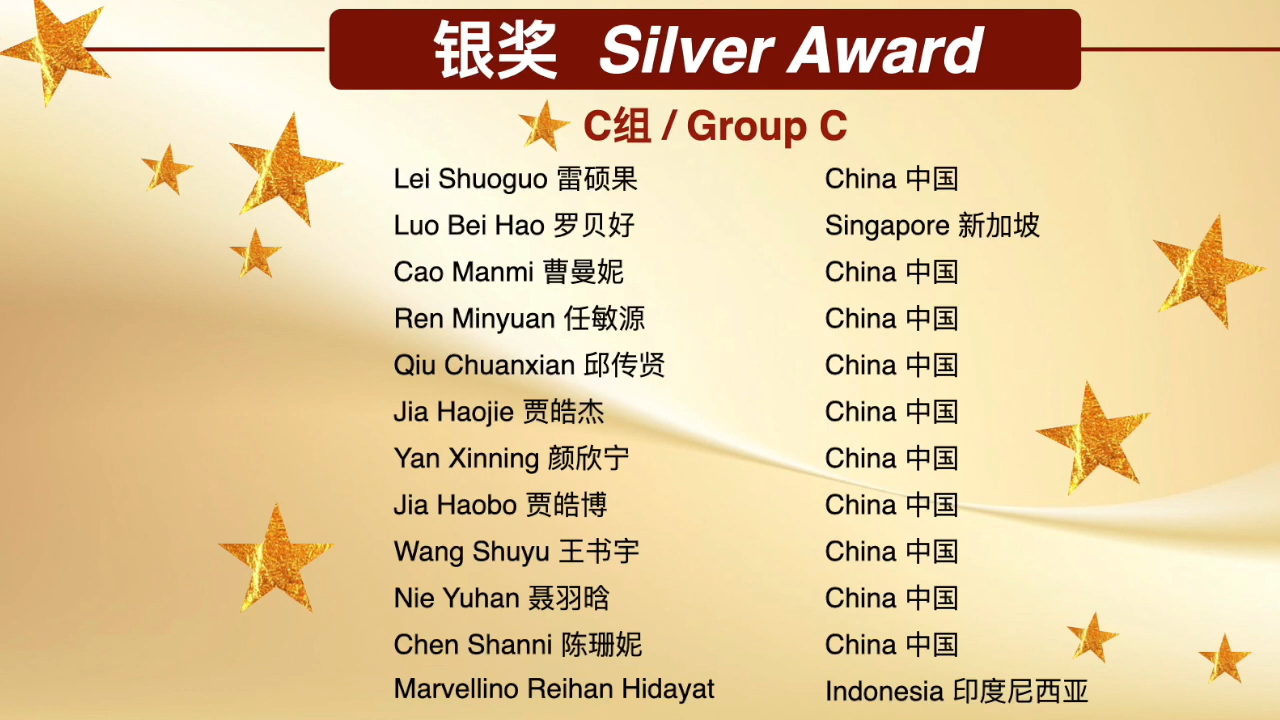 银奖 Silver Award
C组 / Group C
Lei Shuoguo 雷硕果 China 中国
Luo Bei Hao 罗贝好 Singapore 新加坡
Cao Manmi 曹曼妮 China 中国
Ren Minyuan 任敏源 China 中国
Qiu Chuanxian 邱传贤 China 中国
Jia Haojie 贾皓杰 China 中国
Yan Xinning 颜欣宁 China 中国
Jia Haobo 贾皓博 China 中国
Wang Shuyu 王书宇 China 中国
Nie Yuhan 聂羽晗 China 中国
Chen Shanni 陈珊妮 China 中国
Marvellino Reihan Hidayat Indonesia 印度尼西亚